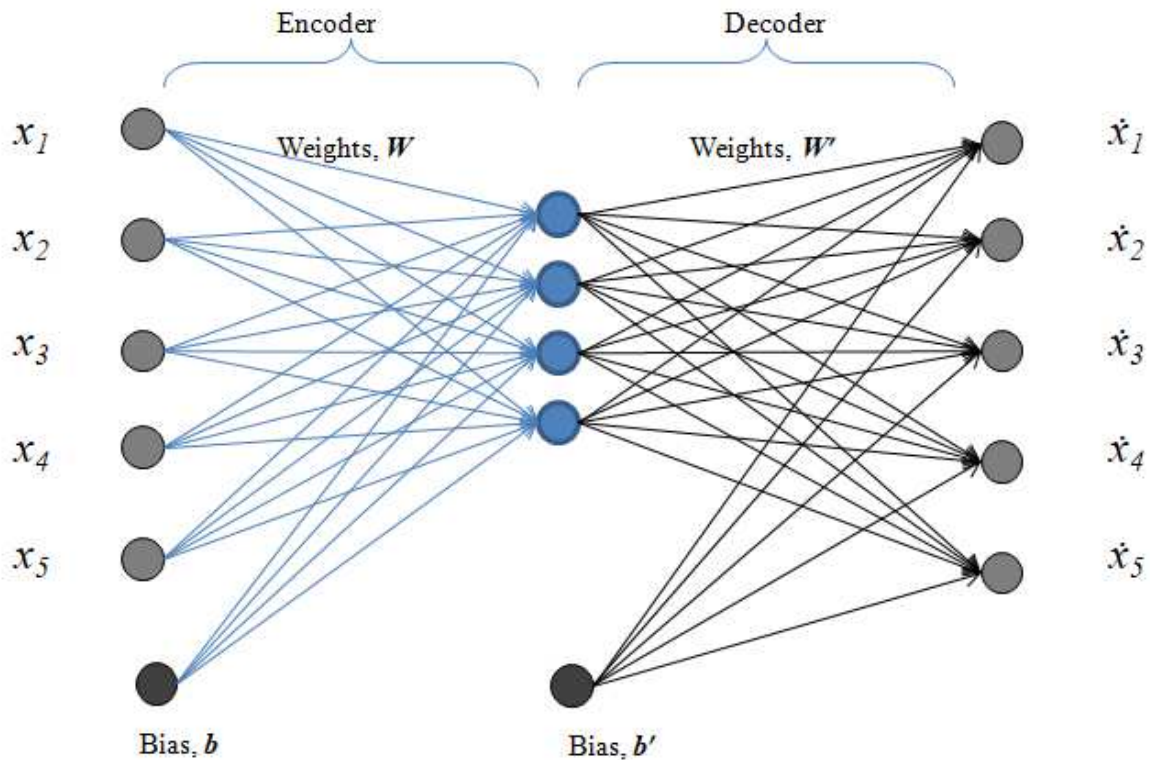 Encoder
Decoder
Weights, W
Weights, W'
x1
x2
x3
x4
x5
ẋ1
ẋ2
ẋ3
ẋ4
ẋ5
Bias, b
Bias, b'